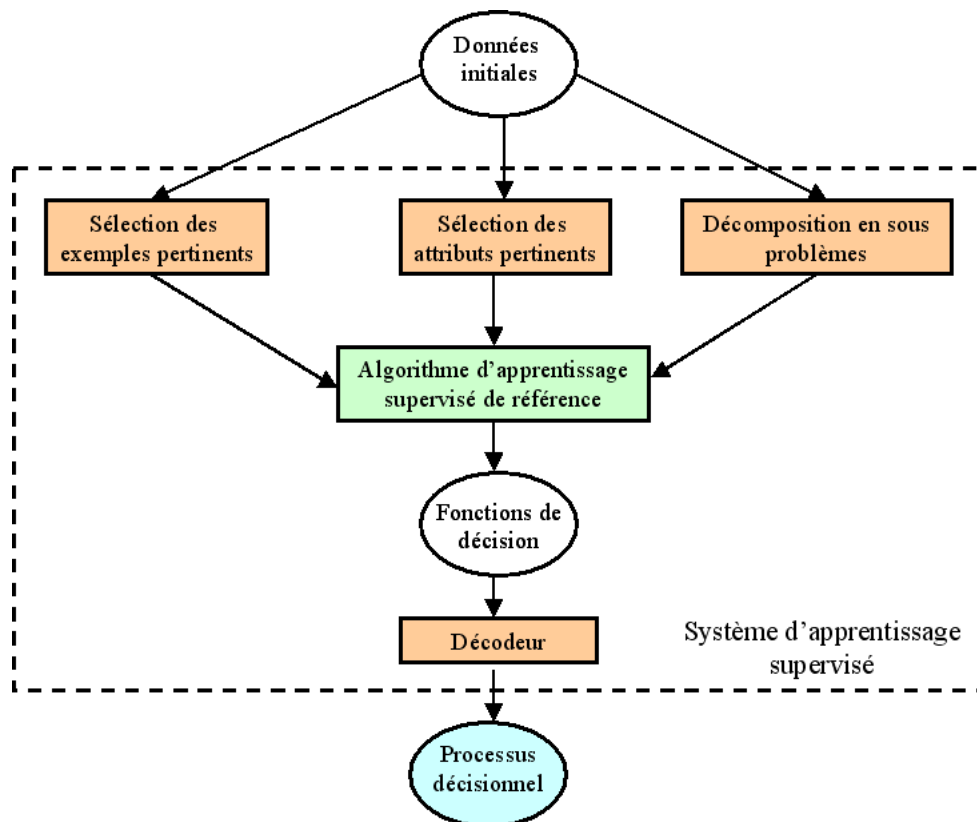 Données
initiales
Sélection des
exemples pertinents
Sélection des
attributs pertinents
Décomposition en sous
problèmes
Algorithme d’apprentissage
supervisé de référence
Fonctions de
décision
Décodeur
Système d’apprentissage
supervisé
Processus
décisionnel